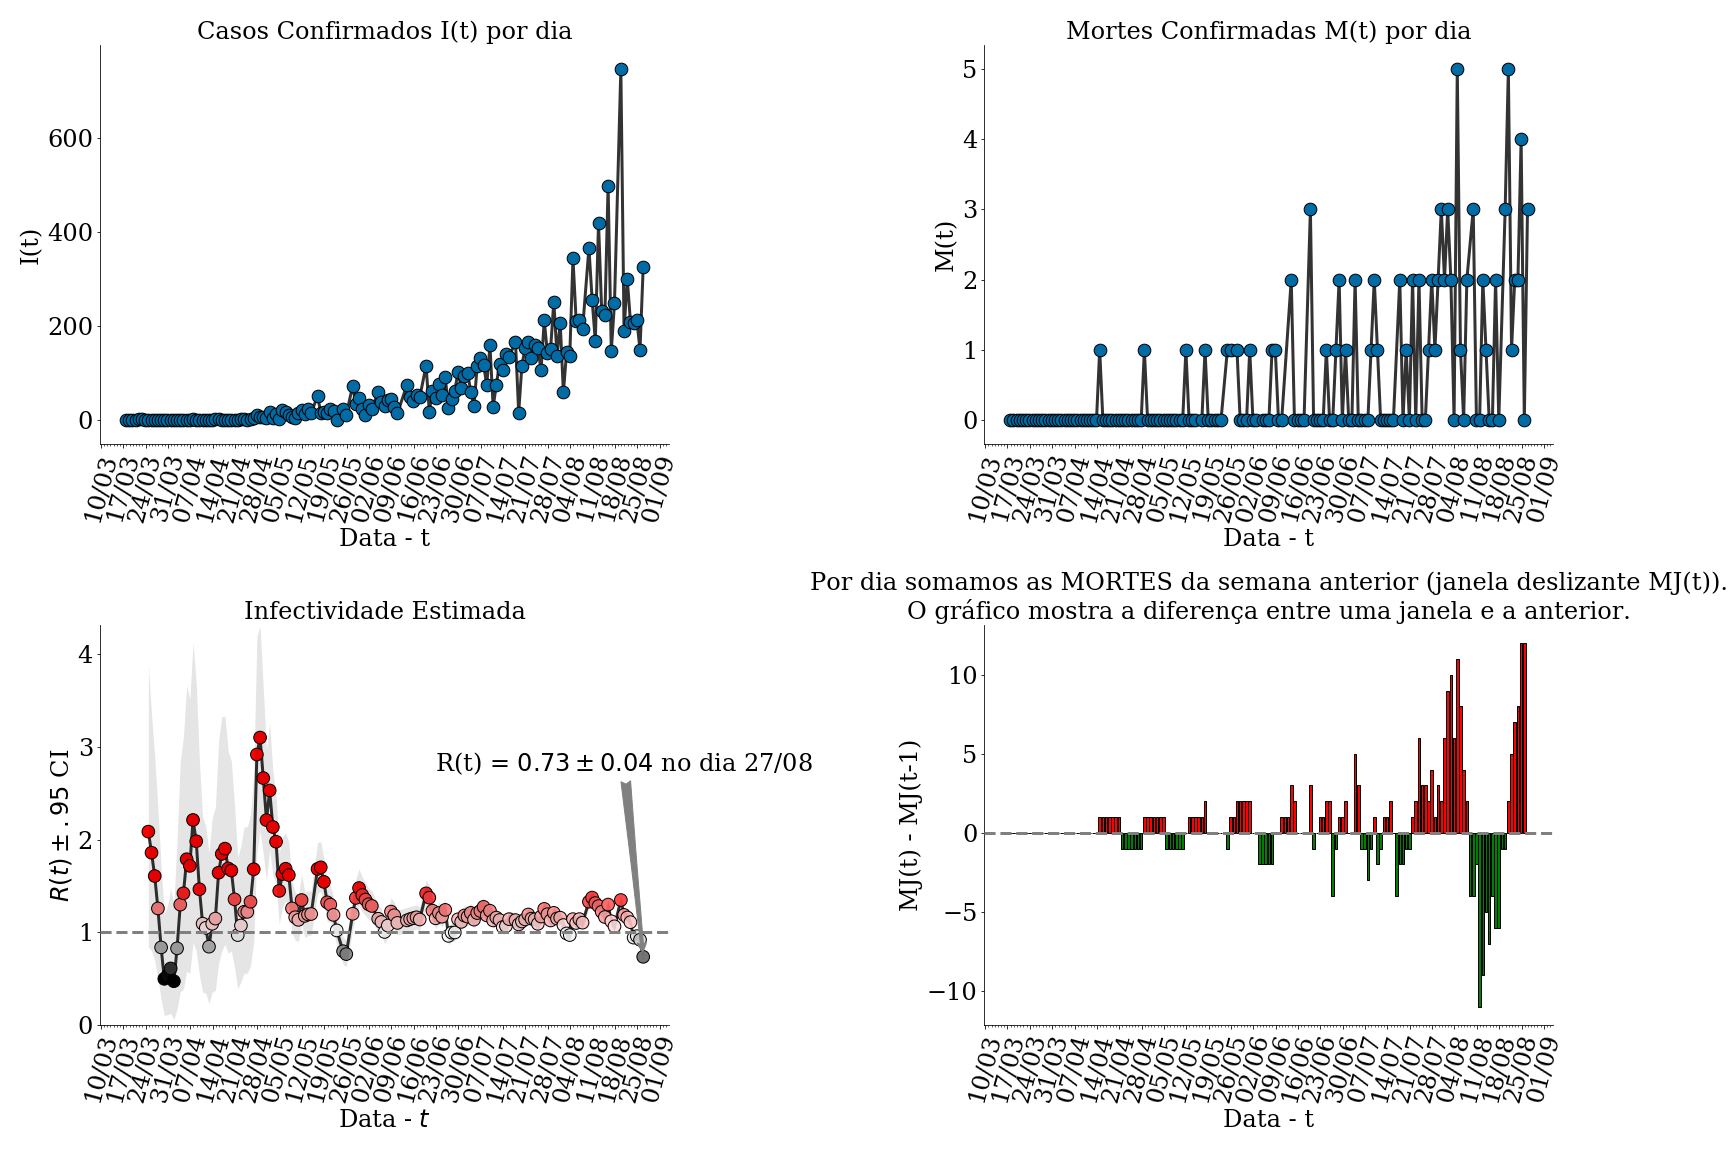 Casos Confirmados I(t) por dia
I(t)
600
400
200
0
10/03 17/03 24/03 31/03 07/04 14/04 21/04 28/04 05/05 12/05 19/05 26/05 02/06 09/06 16/06 23/06 30/06 07/07 14/07 21/07 28/07 04/08 11/08 18/08 25/08 01/09
Data - t
Mortes Confirmadas M(t) por dia
M(t)
5
4
3
2
1
0
10/03 17/03 24/03 31/03 07/04 14/04 21/04 28/04 05/05 12/05 19/05 26/05 02/06 09/06 16/06 23/06 30/06 07/07 14/07 21/07 28/07 04/08 11/08 18/08 25/08 01/09
Data - t
Infectividade Estimada
R(t) ± .95 CI
4
3
2
1
0
R(t) = 0.73 ± 0.04 no dia 27/08
10/03 17/03 24/03 31/03 07/04 14/04 21/04 28/04 05/05 12/05 19/05 26/05 02/06 09/06 16/06 23/06 30/06 07/07 14/07 21/07 28/07 04/08 11/08 18/08 25/08 01/09
Data - t
Por dia somamos as MORTES da semana anterior (janela deslizante MJ(t)).
O gráfico mostra a diferença entre uma janela e a anterior.
MJ(t) - MJ(t-1)
10
5
0
−5
−10
10/03 17/03 24/03 31/03 07/04 14/04 21/04 28/04 05/05 12/05 19/05 26/05 02/06 09/06 16/06 23/06 30/06 07/07 14/07 21/07 28/07 04/08 11/08 18/08 25/08 01/09
Data - t